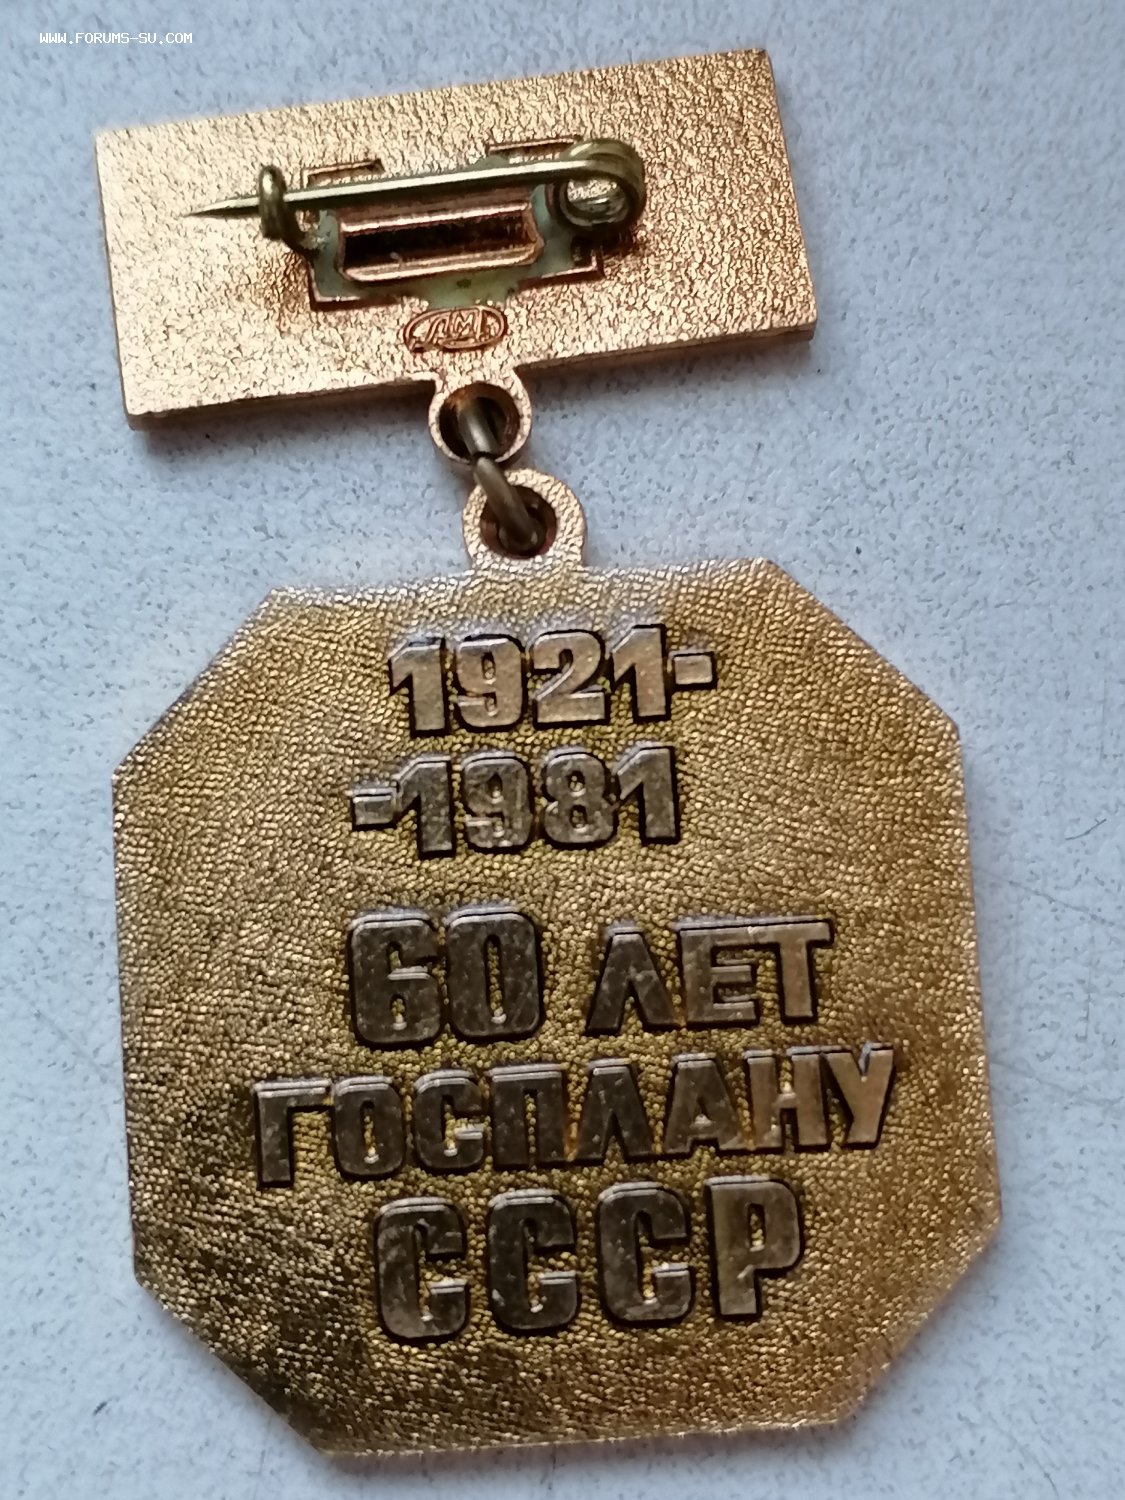 WWW.FORUMS-SU.COM
ЛМД
1921-
-1981
60 ЛЕТ
ГОСПЛАНУ
СССР